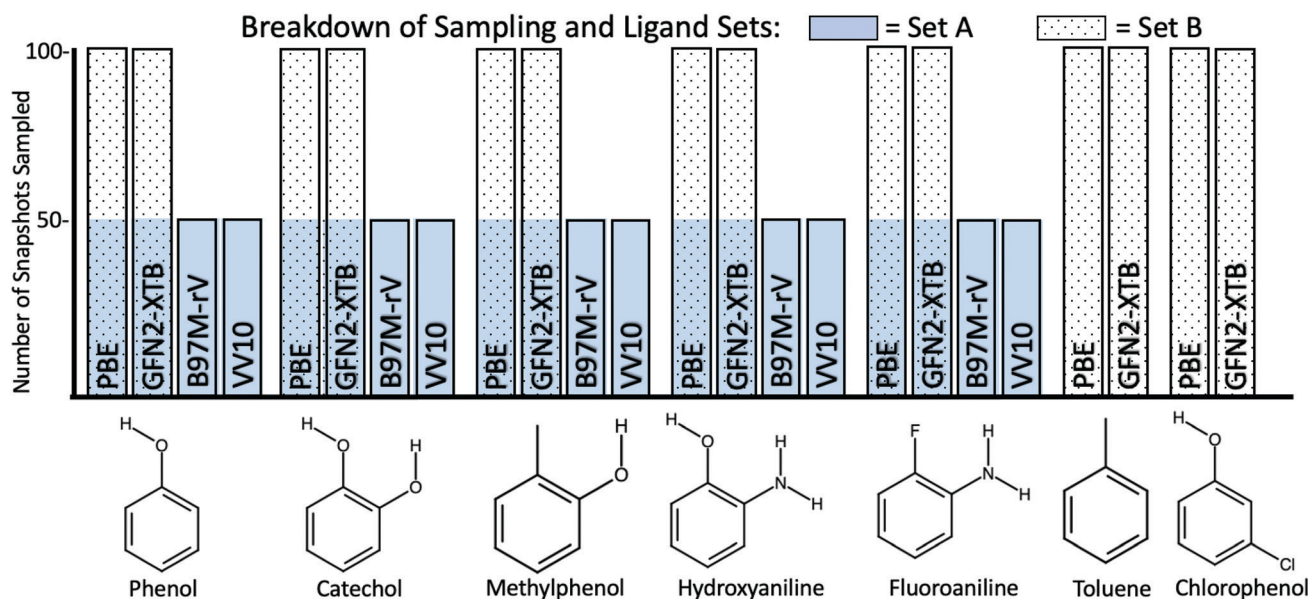 Breakdown of Sampling and Ligand Sets: = Set A = Set B
Number of Snapshots Sampled
100-
50-
PBE GFN2-XTB B97M-rV VV10 PBE GFN2-XTB B97M-rV VV10 PBE GFN2-XTB B97M-rV VV10 PBE GFN2-XTB B97M-rV VV10 PBE GFN2-XTB B97M-rV VV10 PBE GFN2-XTB PBE GFN2-XTB
H O
H O H O
H O
H O H N H
F H N H
H O Cl
Phenol Catechol Methylphenol Hydroxyaniline Fluoroaniline Toluene Chlorophenol